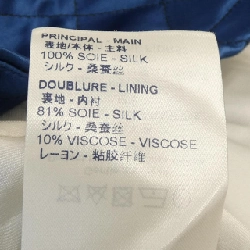 PRINCIPAL - MAIN
表地/本体 - 主料
100% SOIE - SILK
シルク - 桑蚕丝
DOUBLURE - LINING
裏地 - 内衬
81% SOIE - SILK
シルク - 桑蚕丝
10% VISCOSE - VISCOSE
レーヨン - 粘胶纤维